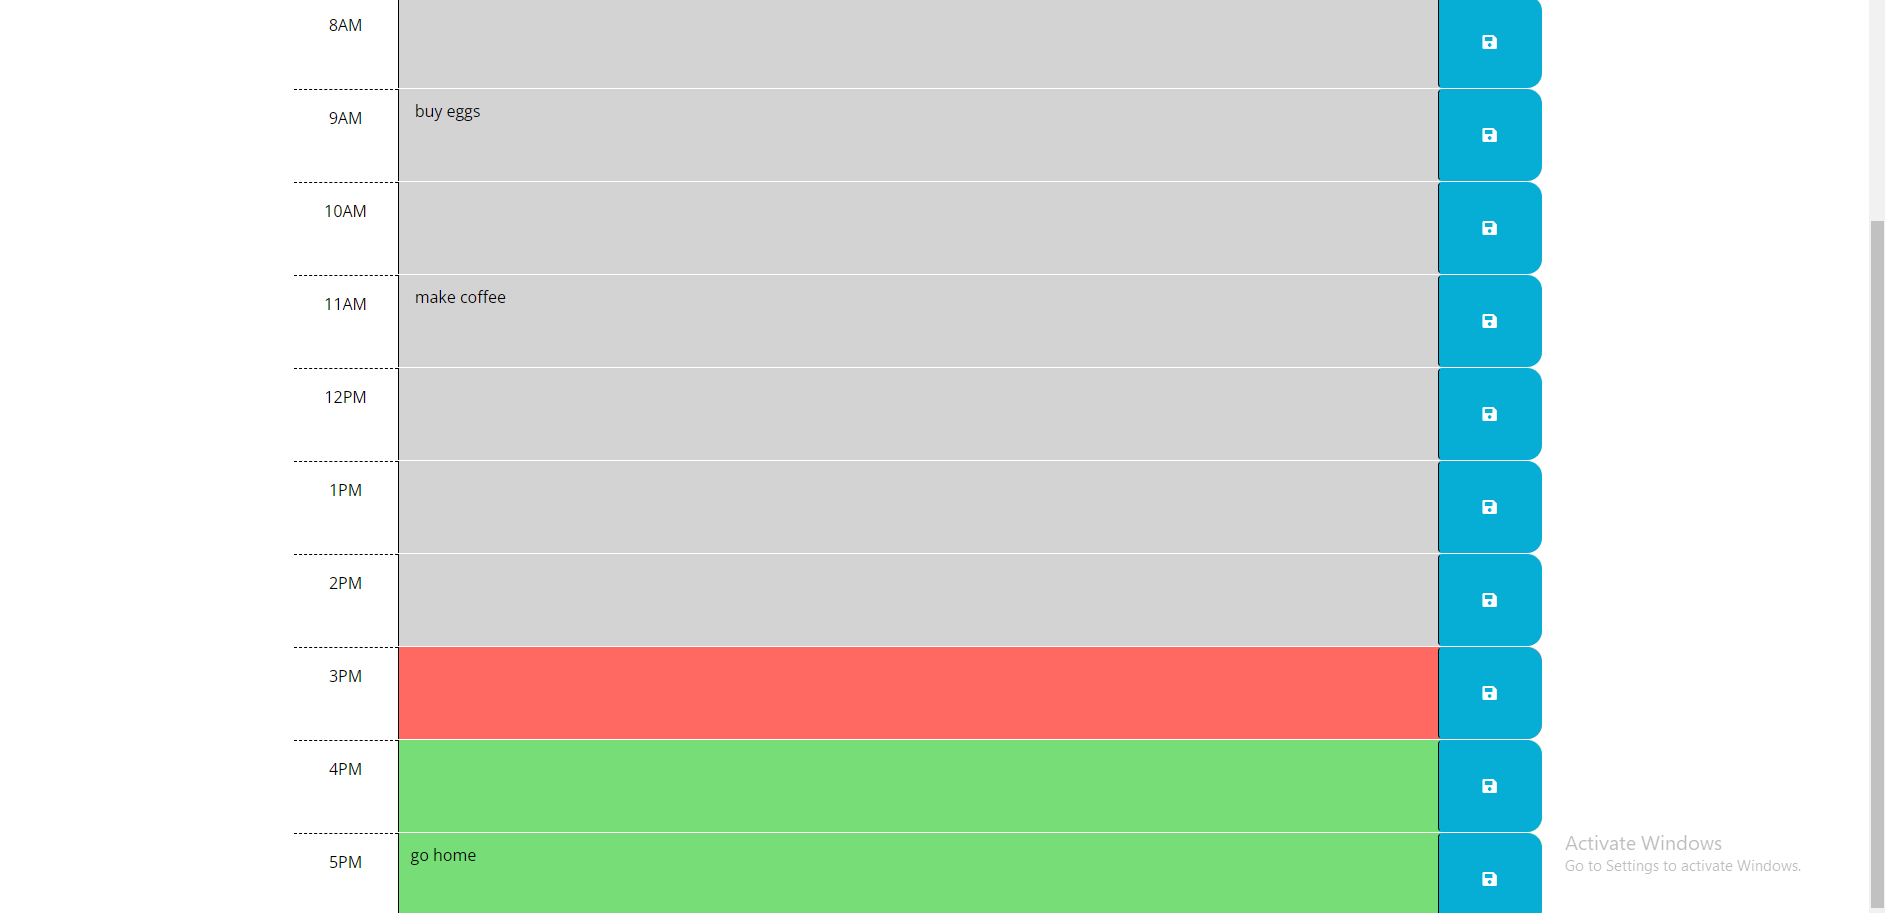 8AM
9AM buy eggs
10AM
11AM make coffee
12PM
1PM
2PM
3PM
4PM
5PM go home
Activate Windows
Go to Settings to activate Windows.